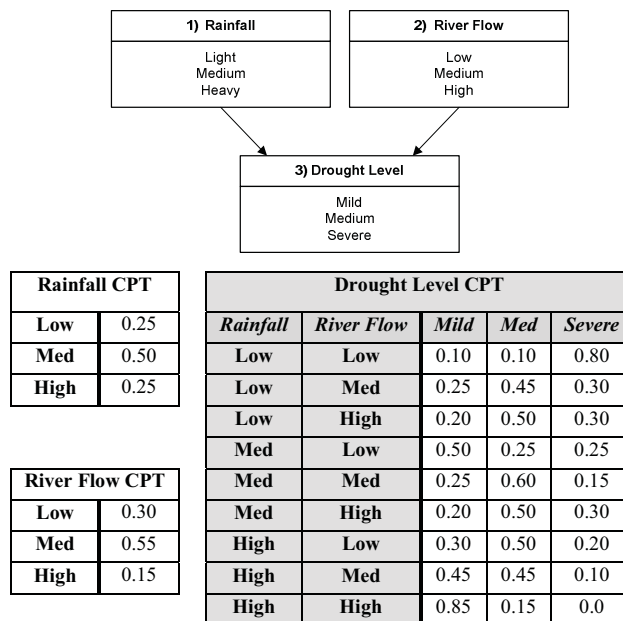 1) Rainfall
Light
Medium
Heavy
2) River Flow
Low
Medium
High
3) Drought Level
Mild
Medium
Severe
Rainfall CPT
Low 0.25
Med 0.50
High 0.25
River Flow CPT
Low 0.30
Med 0.55
High 0.15
Drought Level CPT
Rainfall River Flow Mild Med Severe
Low Low 0.10 0.10 0.80
Low Med 0.25 0.45 0.30
Low High 0.20 0.50 0.30
Med Low 0.50 0.25 0.25
Med Med 0.25 0.60 0.15
Med High 0.20 0.50 0.30
High Low 0.30 0.50 0.20
High Med 0.45 0.45 0.10
High High 0.85 0.15 0.0